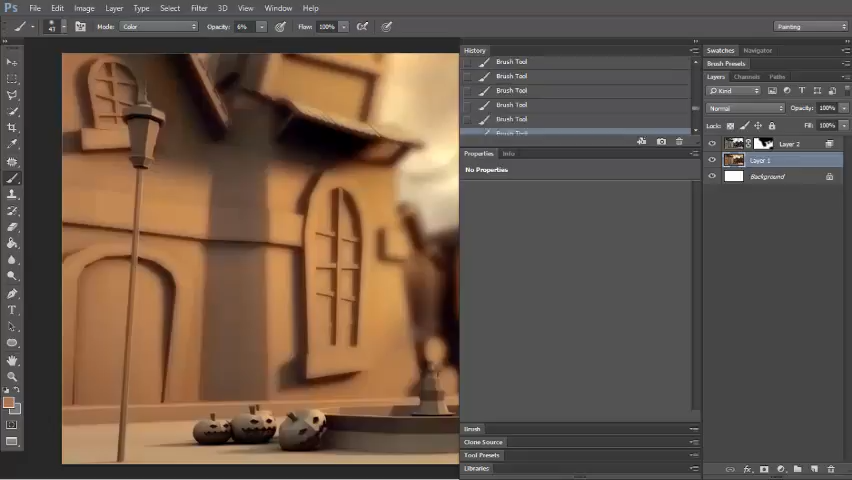 Ps File Edit Image Layer Type Select Filter 3D View Window Help
43 Mode: Color Opacity: 6% Flow: 100% Painting
History
Brush Tool
Brush Tool
Brush Tool
Brush Tool
Brush Tool
Brush Tool
Properties Info
No Properties
Brush
Clone Source
Tool Presets
Libraries
Swatches Navigator
Brush Presets
Layers Channels Paths
Kind
Normal Opacity: 100%
Lock: Fill: 100%
Layer 2
Layer 1
Background